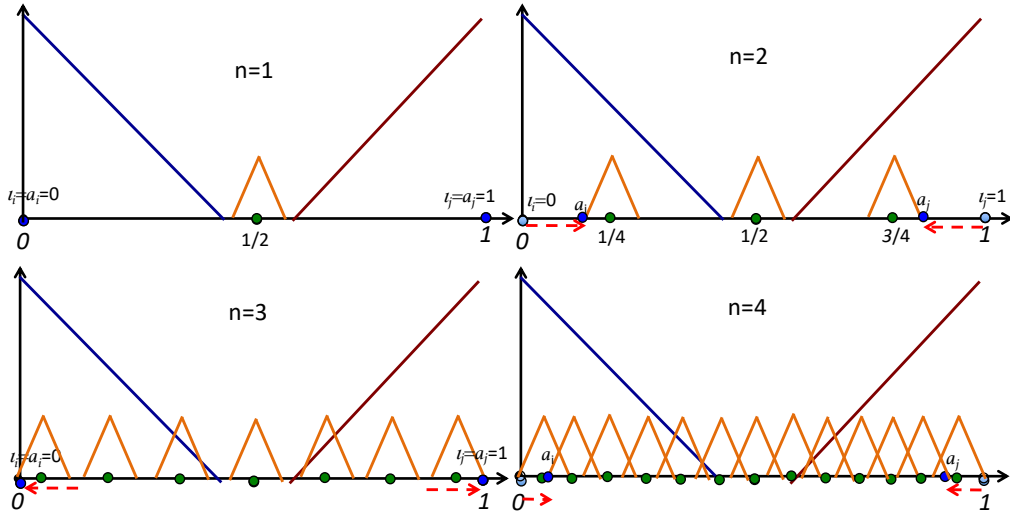 n=1
ιi=ai=0
ιj=aj=1
0
1/2
1
n=2
ιi=0
ai
aj
ιj=1
0
1/4
1/2
3/4
1
n=3
ιi=ai=0
ιj=aj=1
0
1
n=4
ai
aj
0
1